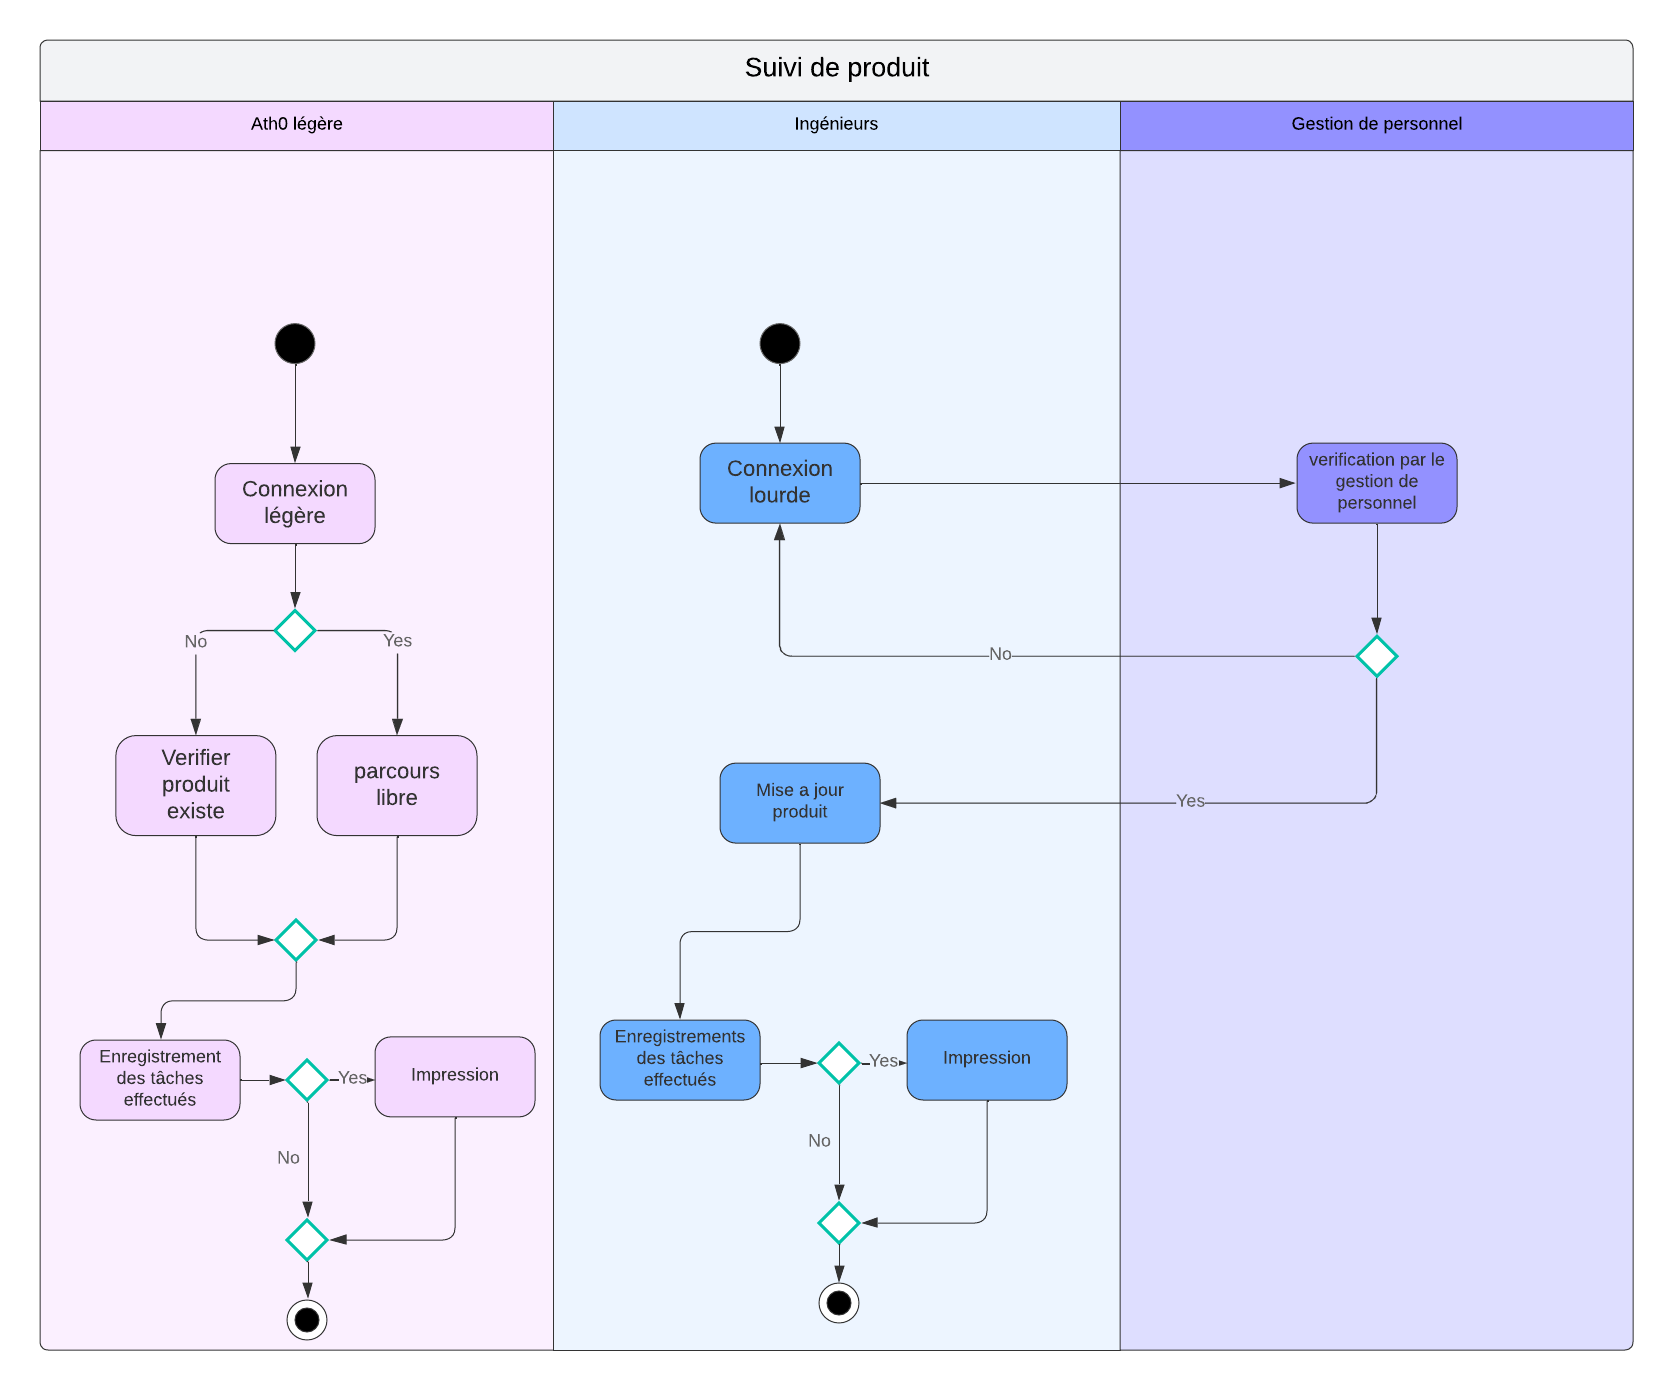 Suivi de produit
Ath0 légère
Ingénieurs
Gestion de personnel
Connexion
légère
No
Yes
Verifier
produit
existe
parcours
libre
Enregistrement
des tâches
effectués
Yes
Impression
No
Connexion
lourde
verification par le
gestion de
personnel
No
Yes
Mise a jour
produit
Enregistrements
des tâches
effectués
Yes
Impression
No